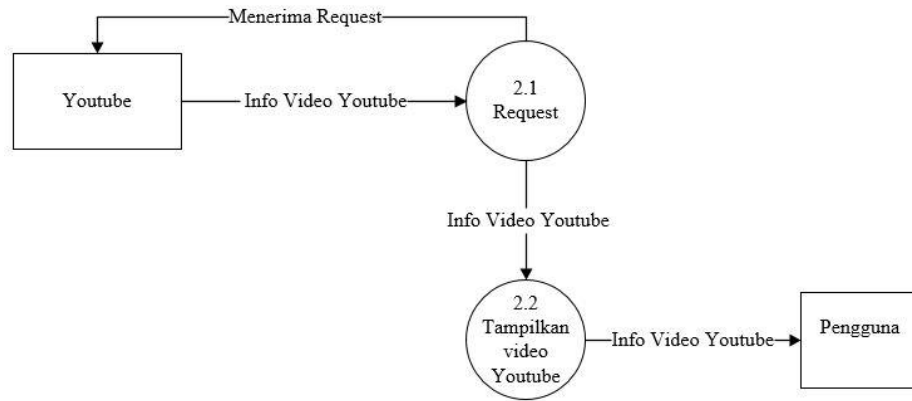 Menerima Request
Youtube
Info Video Youtube
2.1
Request
Info Video Youtube
2.2
Tampilkan
video
Youtube
Info Video Youtube
Pengguna